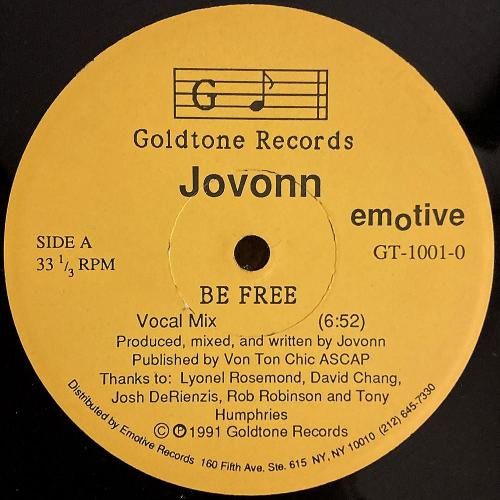 G
Goldtone Records
Jovonn
emotive
SIDE A
GT-1001-0
33 1/3 RPM
BE FREE
Vocal Mix (6:52)
Produced, mixed, and written by Jovonn
Published by Von Ton Chic ASCAP
Thanks to: Lyonel Rosemond, David Chang,
Josh DeRienzis, Rob Robinson and Tony
Humphries
© ℗ 1991 Goldtone Records
Distributed by Emotive Records 160 Fifth Ave. Ste. 615 NY, NY 10010 (212) 645-7330